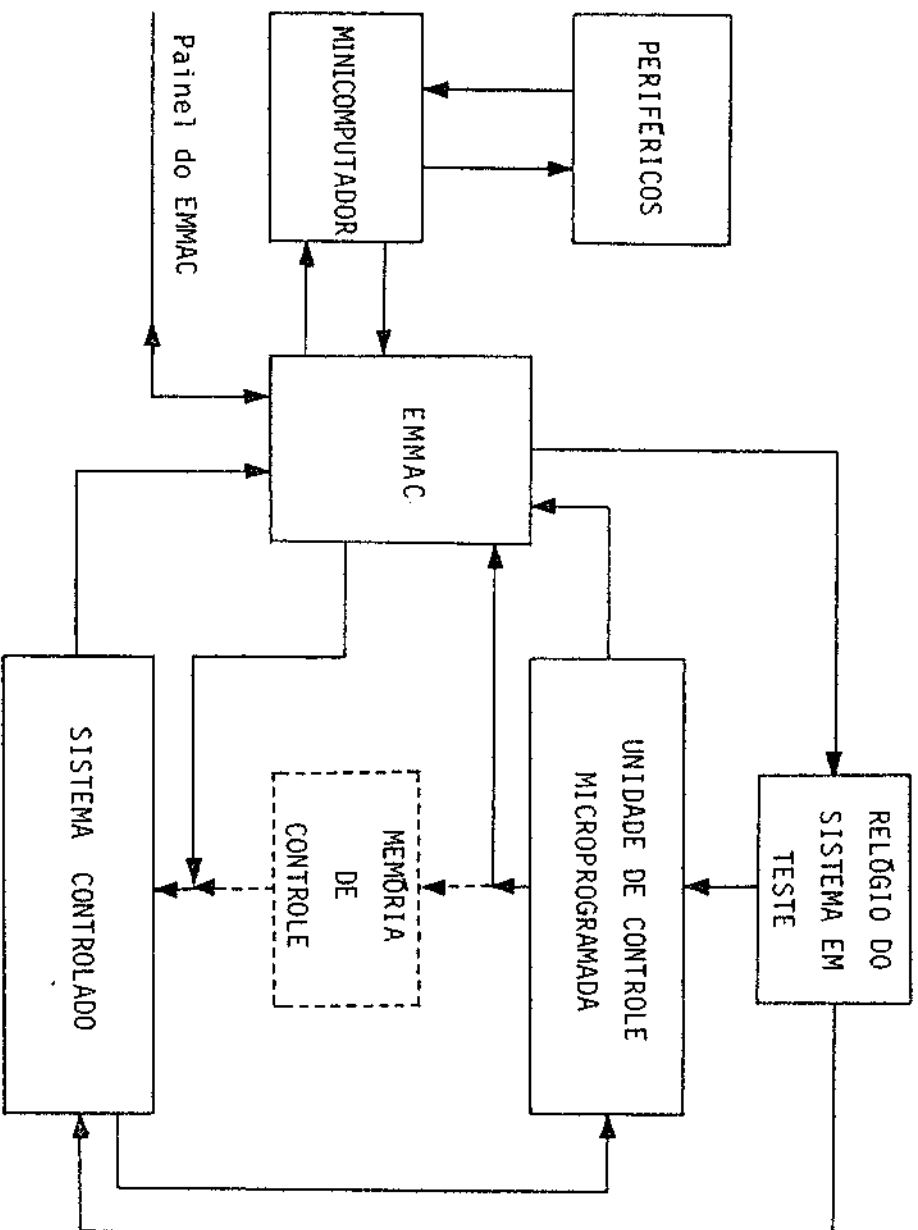 PERIFÉRICOS
MINICOMPUTADOR
Painel do EMMAC
EMMAC
RELÓGIO DO
SISTEMA EM
TESTE
UNIDADE DE CONTROLE
MICROPROGRAMADA
MEMÓRIA
DE
CONTROLE
SISTEMA CONTROLADO